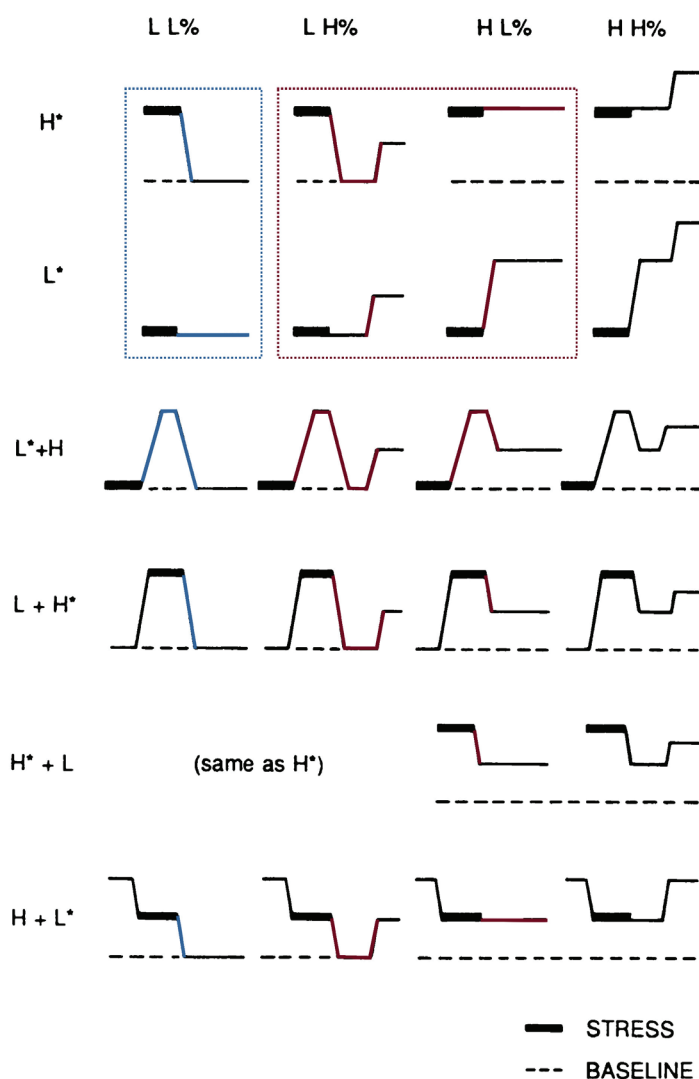 L L% L H% H L% H H%
H*
L*
L*+H
L + H*
H* + L (same as H*)
H + L*
STRESS
BASELINE